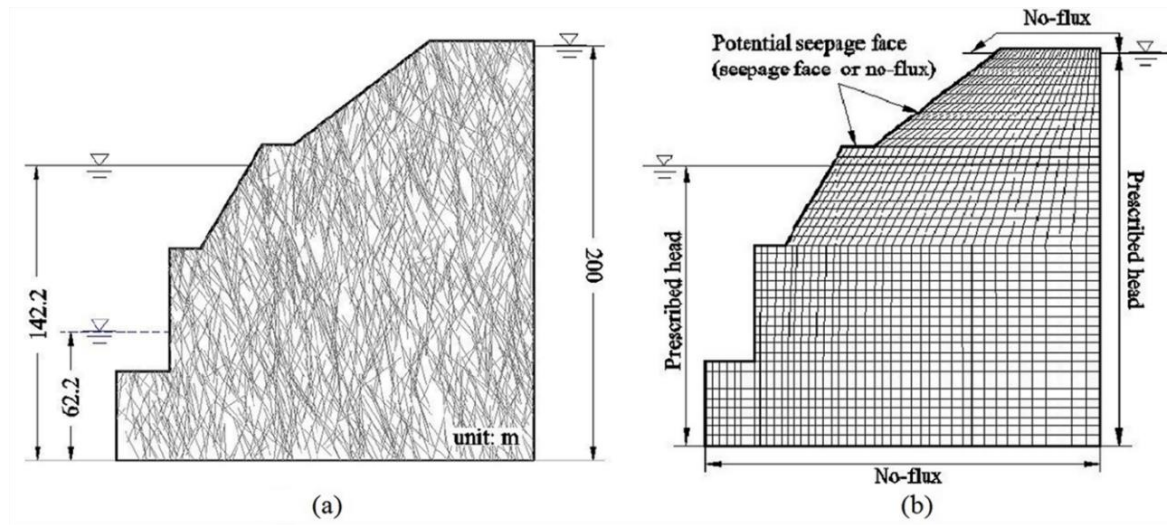 142.2
62.2
200
unit: m
(a)
No-flux
Potential seepage face
(seepage face or no-flux)
Prescribed head
Prescribed head
No-flux
(b)